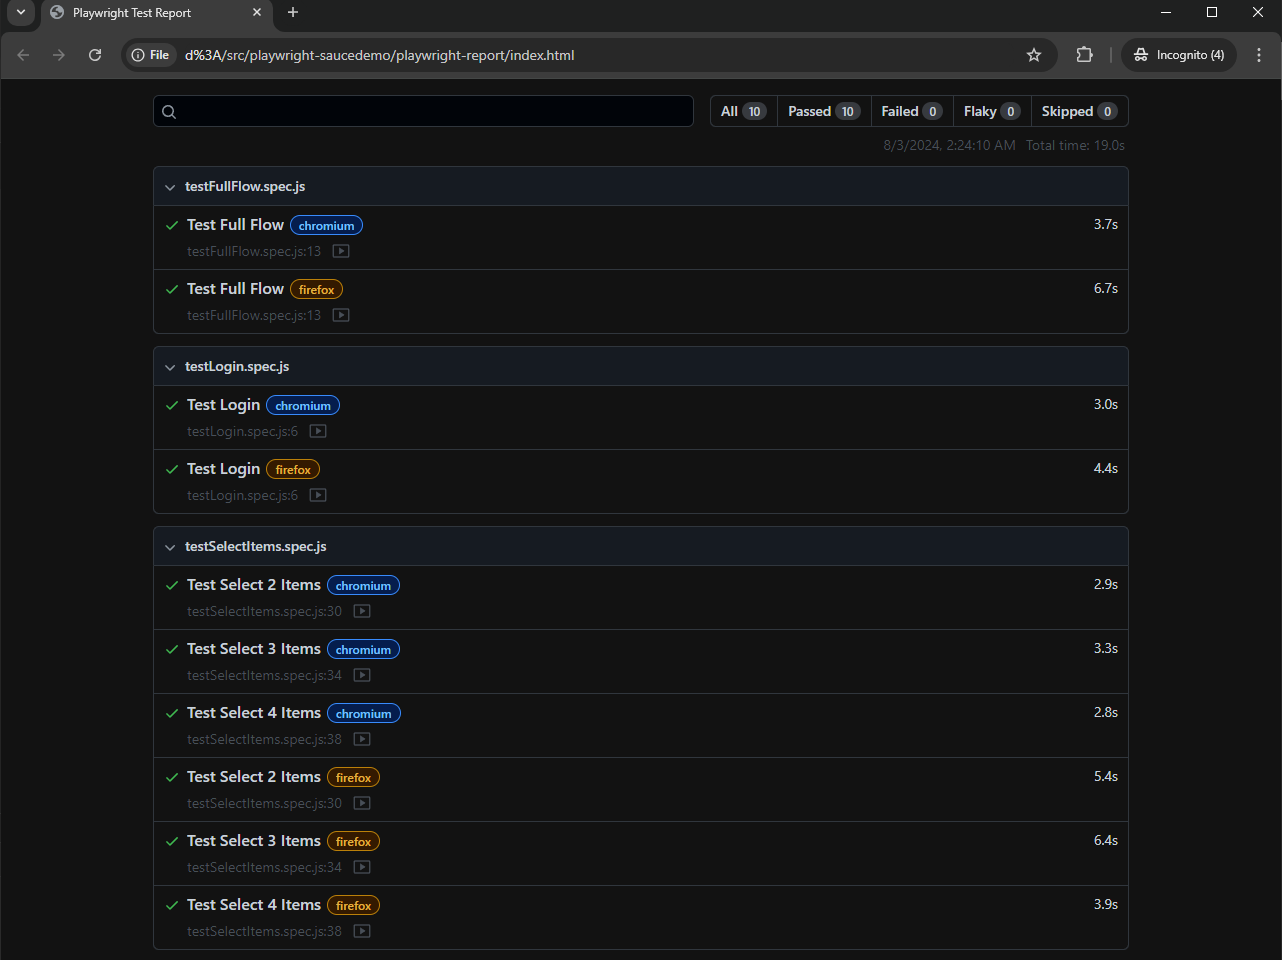 Playwright Test Report
File d%3A/src/playwright-saucedemo/playwright-report/index.html Incognito (4)
All 10 Passed 10 Failed 0 Flaky 0 Skipped 0
8/3/2024, 2:24:10 AM Total time: 19.0s
testFullFlow.spec.js
Test Full Flow chromium 3.7s
testFullFlow.spec.js:13
Test Full Flow firefox 6.7s
testFullFlow.spec.js:13
testLogin.spec.js
Test Login chromium 3.0s
testLogin.spec.js:6
Test Login firefox 4.4s
testLogin.spec.js:6
testSelectItems.spec.js
Test Select 2 Items chromium 2.9s
testSelectItems.spec.js:30
Test Select 3 Items chromium 3.3s
testSelectItems.spec.js:34
Test Select 4 Items chromium 2.8s
testSelectItems.spec.js:38
Test Select 2 Items firefox 5.4s
testSelectItems.spec.js:30
Test Select 3 Items firefox 6.4s
testSelectItems.spec.js:34
Test Select 4 Items firefox 3.9s
testSelectItems.spec.js:38